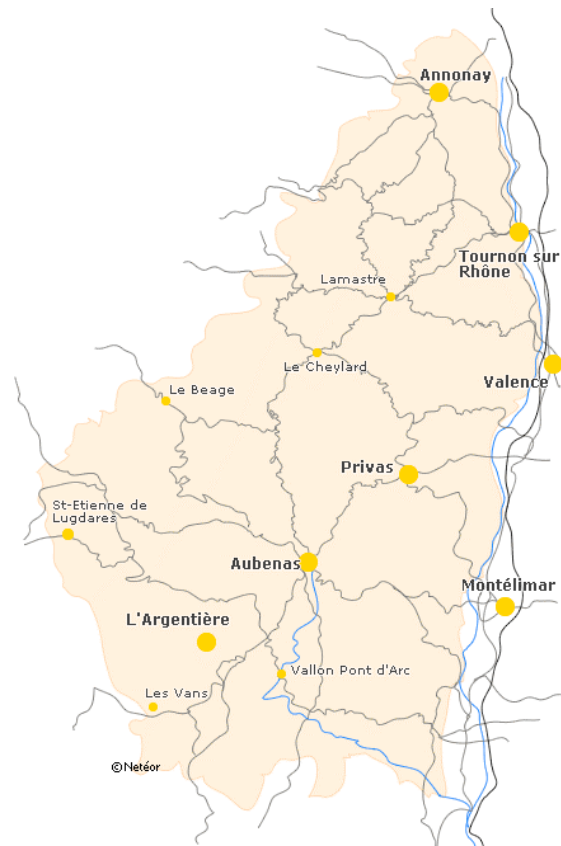 Annonay
Tournon sur
Rhône
Lamastre
Le Cheylard
Valence
Le Beage
Privas
St-Etienne de
Lugdares
Aubenas
Montélimar
L'Argentière
Vallon Pont d'Arc
Les Vans
©Netéor